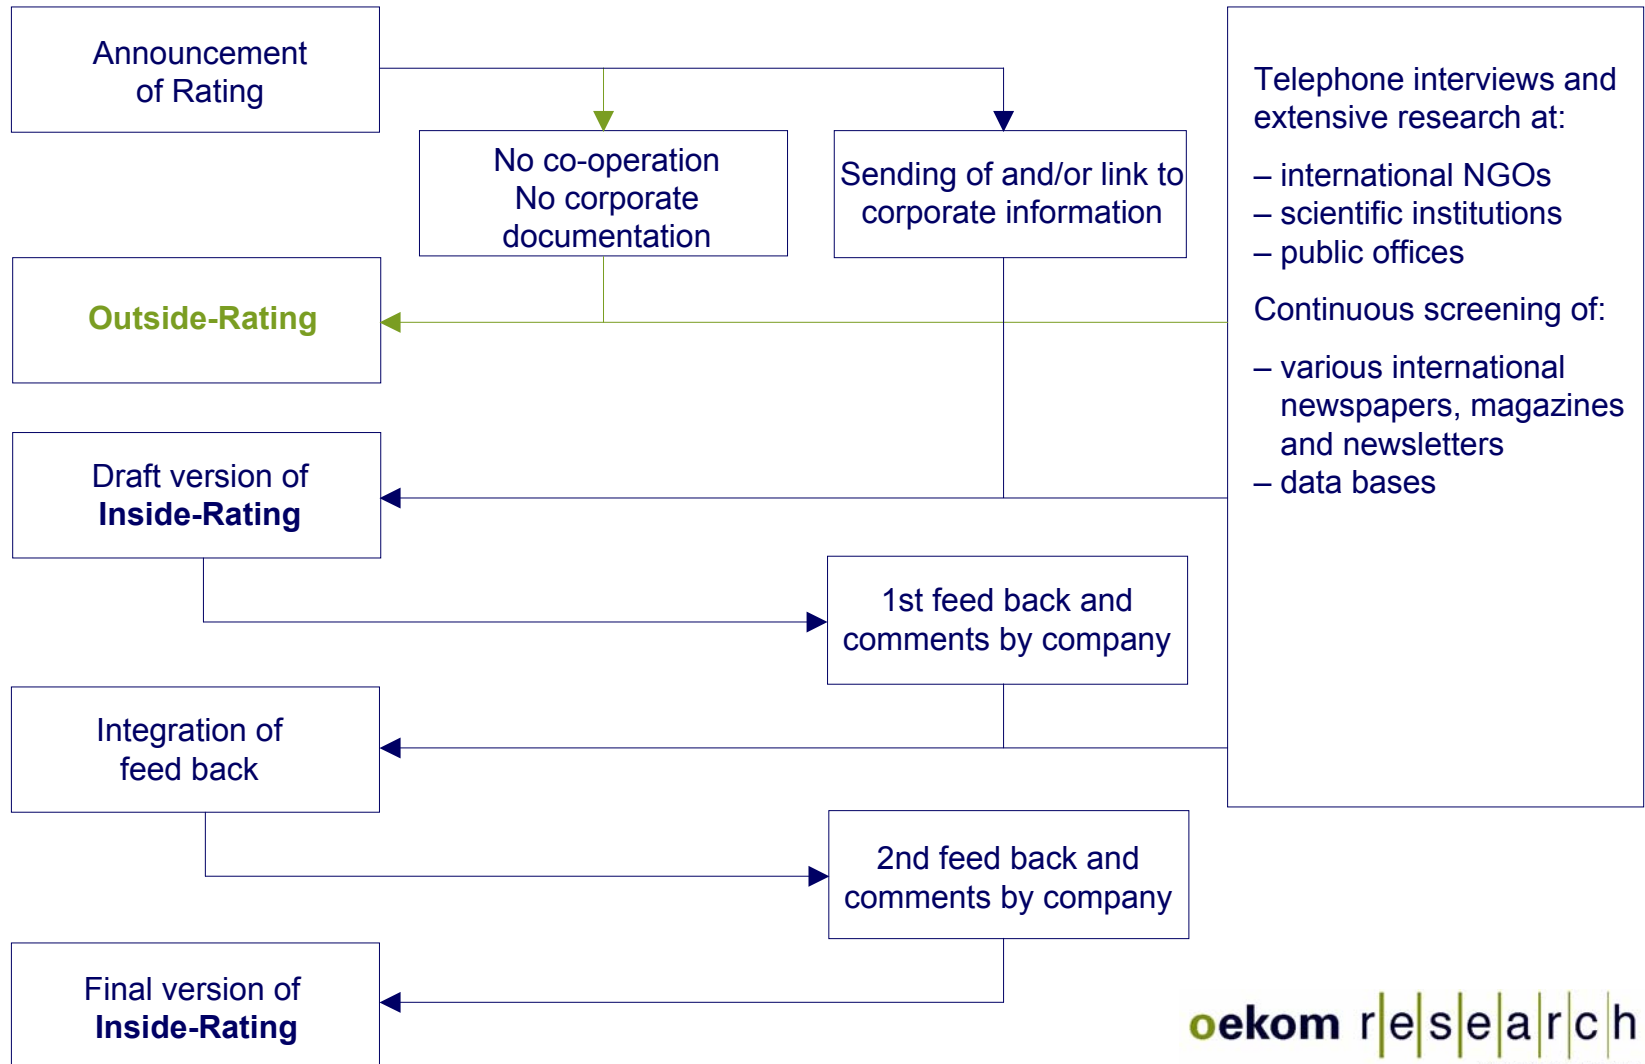 Announcement
of Rating
No co-operation
No corporate
documentation
Sending of and/or link to
corporate information
Telephone interviews and
extensive research at:
– international NGOs
– scientific institutions
– public offices
Continuous screening of:
– various international
newspapers, magazines
and newsletters
– data bases
Outside-Rating
Draft version of
Inside-Rating
1st feed back and
comments by company
Integration of
feed back
2nd feed back and
comments by company
Final version of
Inside-Rating
oekom r|e|s|e|a|r|c|h